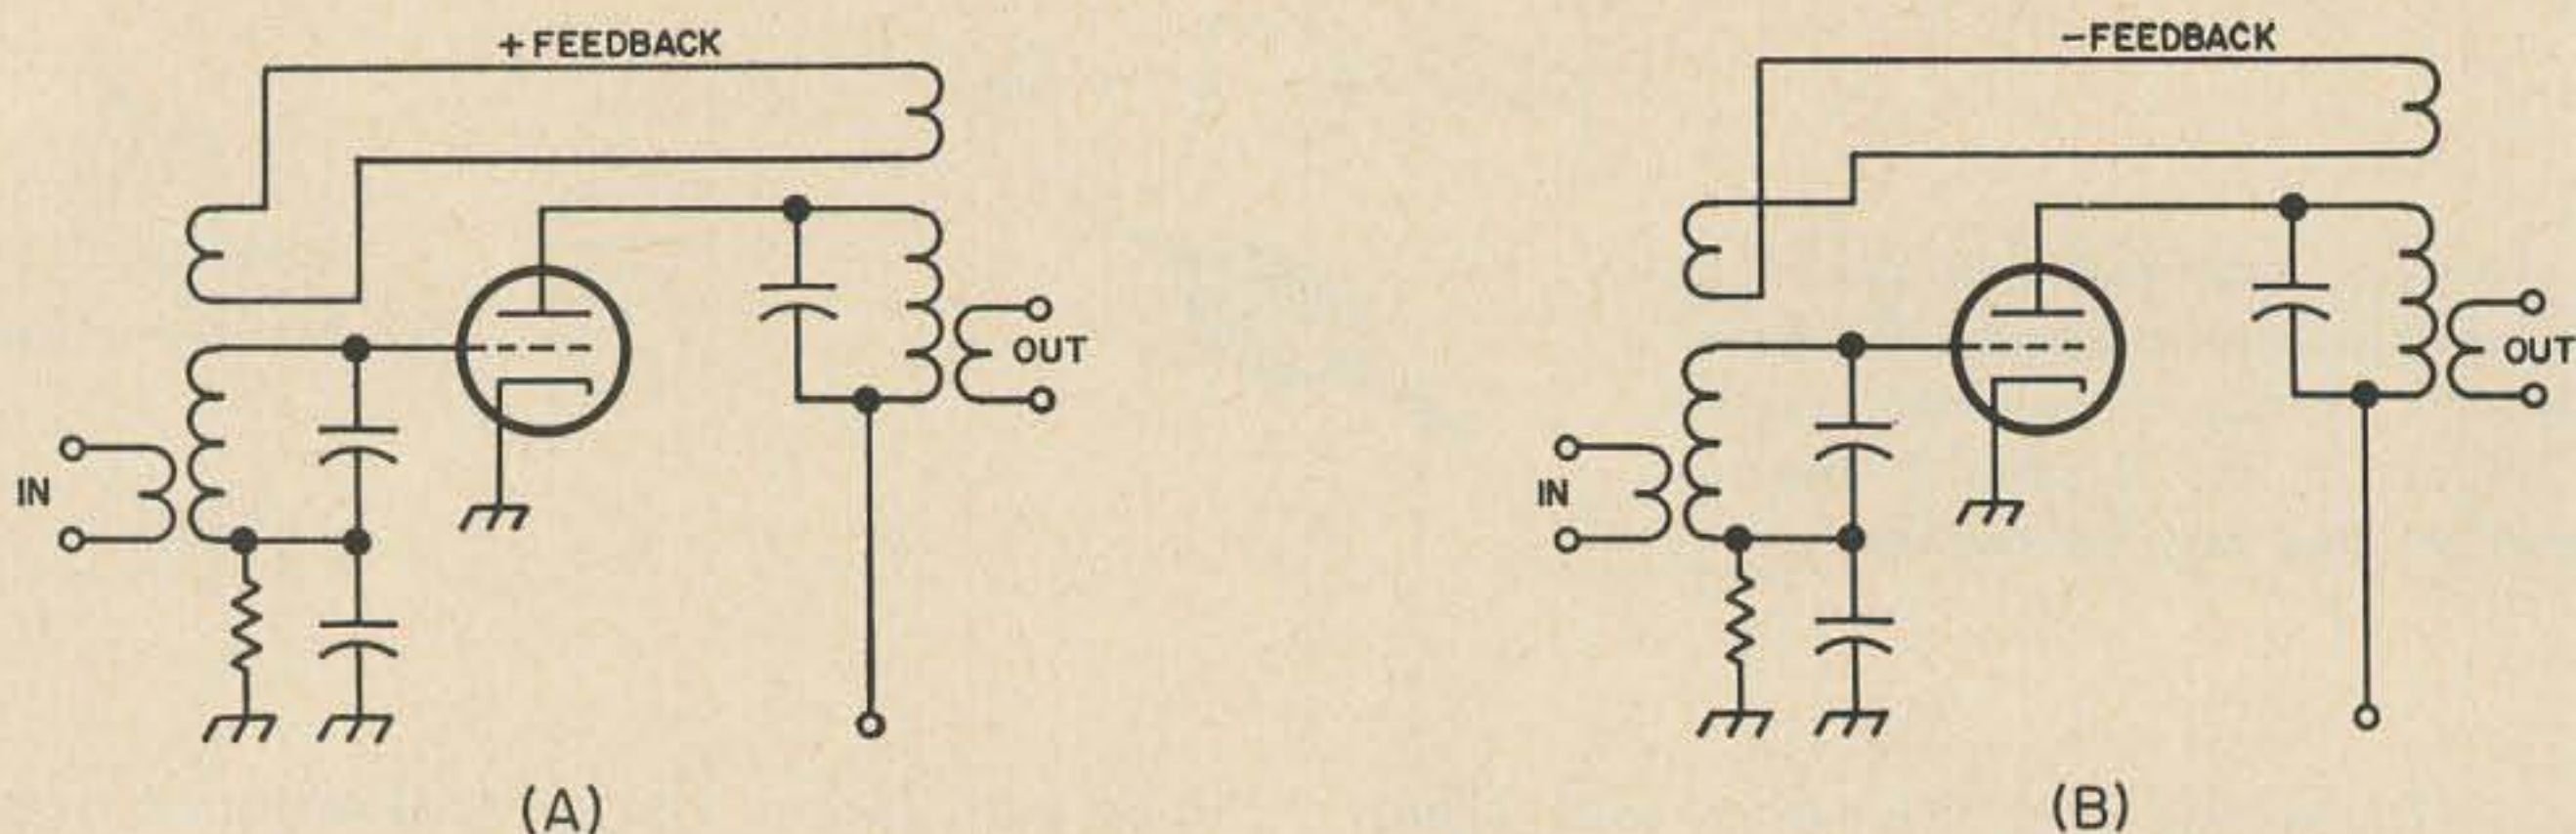 +FEEDBACK
IN
OUT
(A)
-FEEDBACK
IN
OUT
(B)